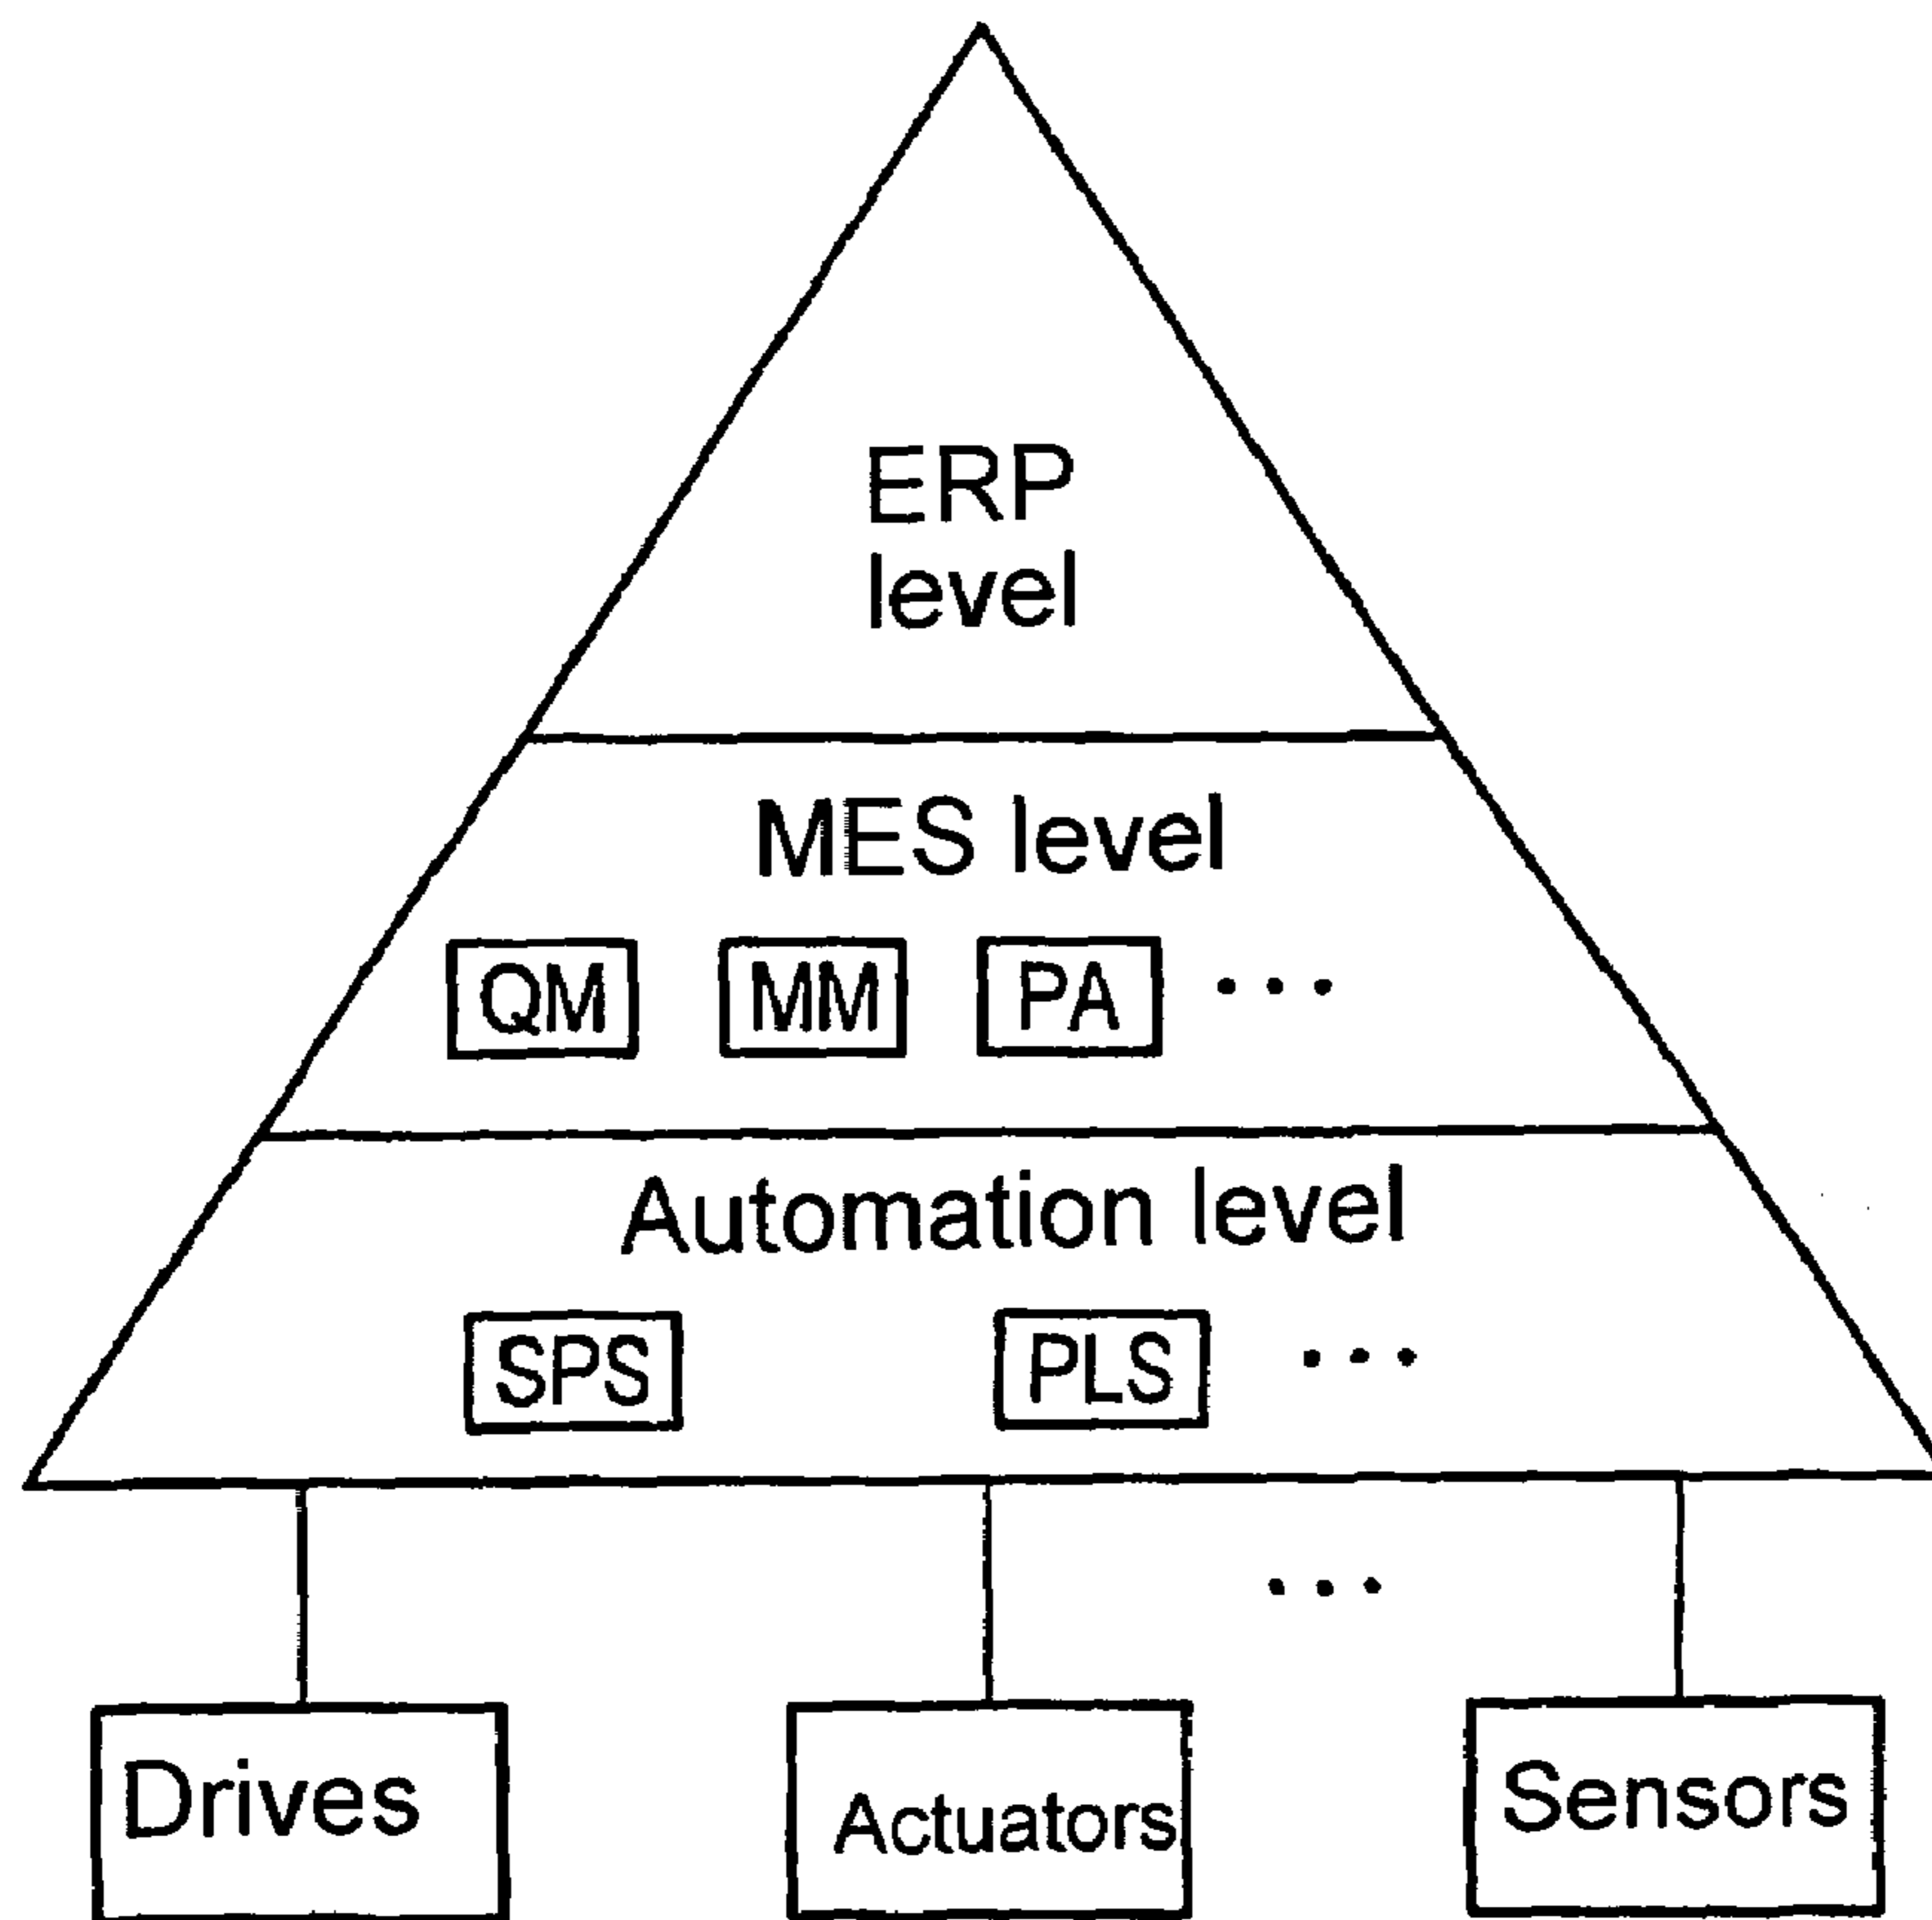 ERP
level
MES level
QM MM PA ...
Automation level
SPS PLS ...
...
Drives Actuators Sensors